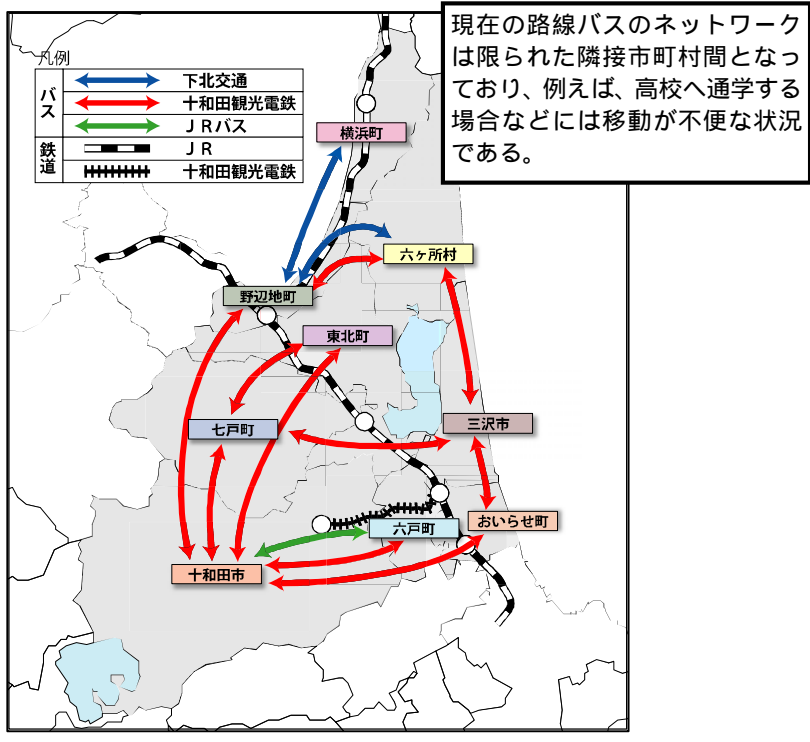 現在の路線バスのネットワーク
は限られた隣接市町村間となっ
ており、例えば、高校へ通学する
場合などには移動が不便な状況
である。
凡例
バス
下北交通
十和田観光電鉄
ＪＲバス
鉄道
ＪＲ
十和田観光電鉄
横浜町
六ヶ所村
野辺地町
東北町
七戸町
三沢市
おいらせ町
六戸町
十和田市